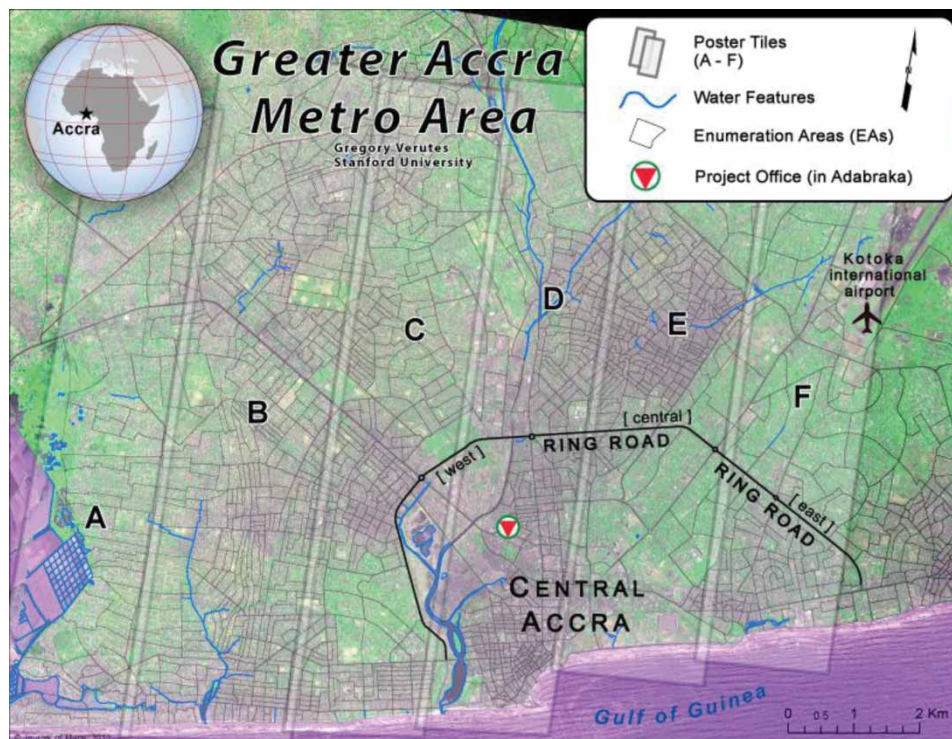 Greater Accra
Metro Area
Gregory Verutes
Stanford University
Accra
Poster Tiles
(A - F)
Water Features
Enumeration Areas (EAs)
Project Office (in Adabraka)
N
Kotoka
international
airport
A
B
C
D
E
F
[ west ]
[ central ]
RING ROAD
RING ROAD
[ east ]
CENTRAL
ACCRA
Gulf of Guinea
0 0.5 1 2 Km